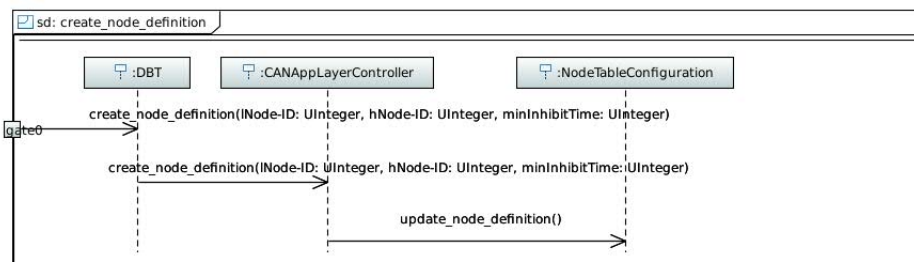 sd: create_node_definition
:DBT
:CANAppLayerController
:NodeTableConfiguration
create_node_definition(lNode-ID: UInteger, hNode-ID: UInteger, minInhibitTime: UInteger)
gate0
create_node_definition(lNode-ID: UInteger, hNode-ID: UInteger, minInhibitTime: UInteger)
update_node_definition()